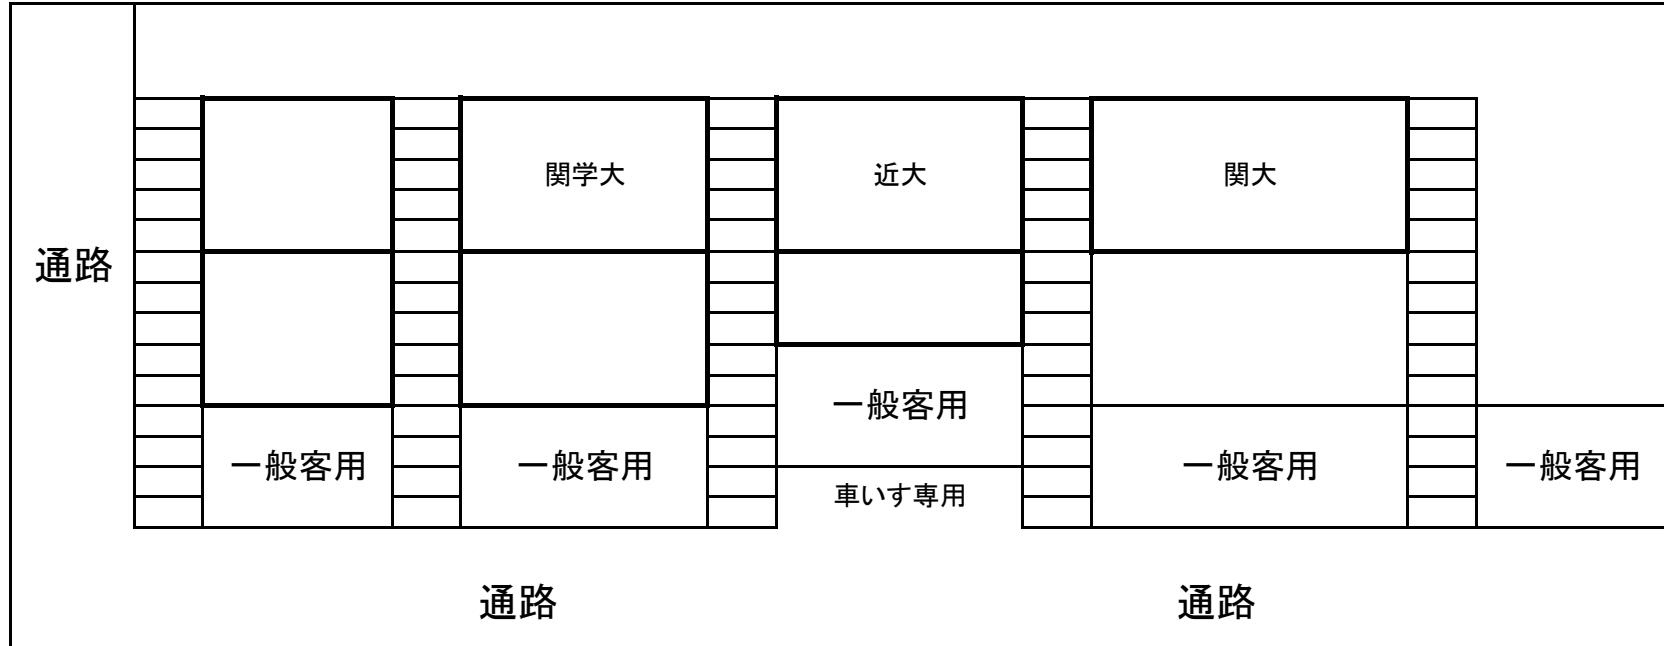 関学大
近大
関大
通路
一般客用
一般客用
一般客用
一般客用
一般客用
車いす専用
通路
通路